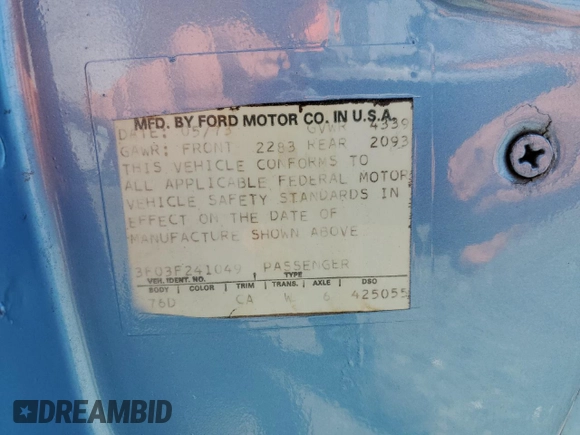 MFD. BY FORD MOTOR CO. IN U.S.A.
DATE: 05/73 GVWR 4339
GAWR: FRONT 2283 REAR 2093
THIS VEHICLE CONFORMS TO
ALL APPLICABLE FEDERAL MOTOR
VEHICLE SAFETY STANDARDS IN
EFFECT ON THE DATE OF
MANUFACTURE SHOWN ABOVE
3F03F241049 PASSENGER
VEH. IDENT. NO. TYPE
BODY COLOR TRIM TRANS. AXLE DSO
76D CA W 6 425055
DREAMBID